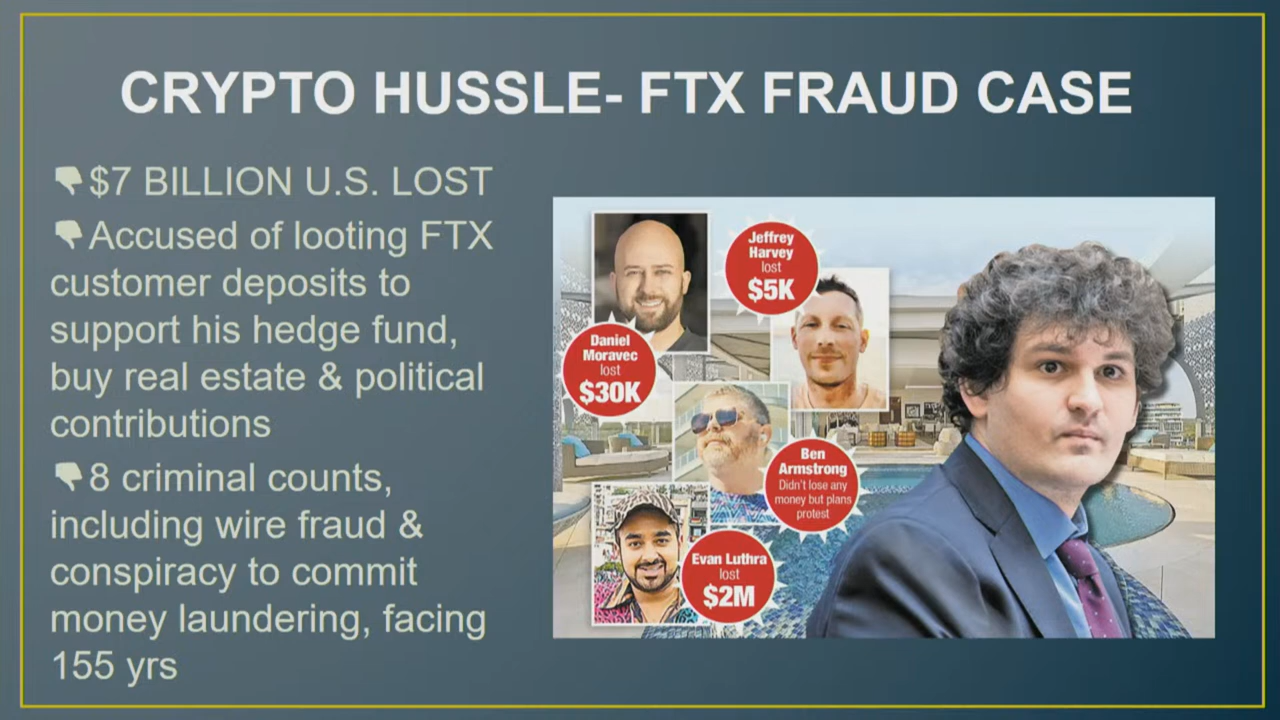 CRYPTO HUSSLE- FTX FRAUD CASE
$7 BILLION U.S. LOST
Accused of looting FTX
customer deposits to
support his hedge fund,
buy real estate & political
contributions
8 criminal counts,
including wire fraud &
conspiracy to commit
money laundering, facing
155 yrs
Jeffrey
Harvey
lost
$5K
Daniel
Moravec
lost
$30K
Ben
Armstrong
Didn't lose any
money but plans
protest
Evan Luthra
lost
$2M